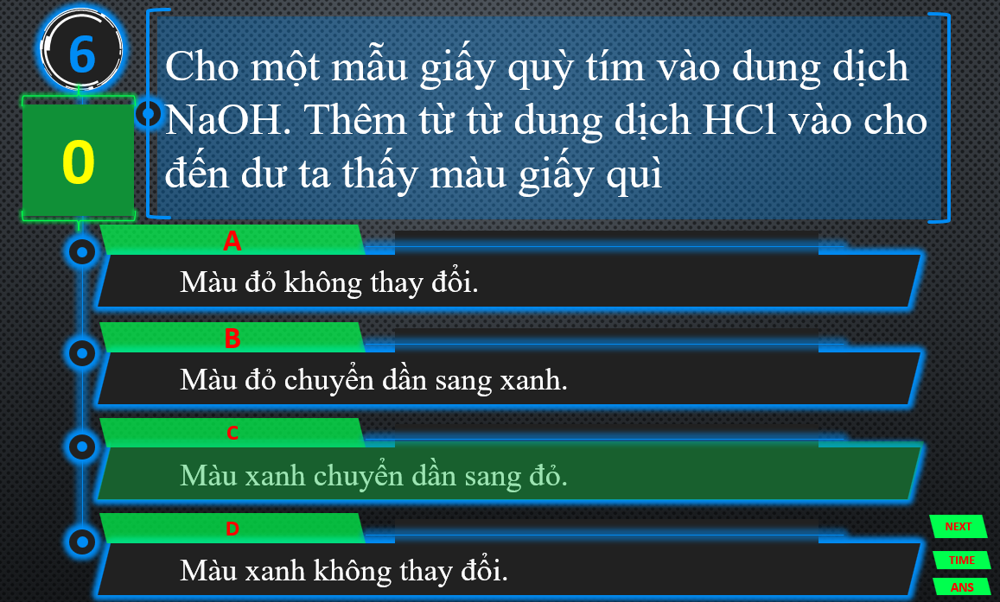 6
Cho một mẫu giấy quỳ tím vào dung dịch
NaOH. Thêm từ từ dung dịch HCl vào cho
đến dư ta thấy màu giấy quì
0
A
Màu đỏ không thay đổi.
B
Màu đỏ chuyển dần sang xanh.
C
Màu xanh chuyển dần sang đỏ.
D
Màu xanh không thay đổi.
NEXT
TIME
ANS